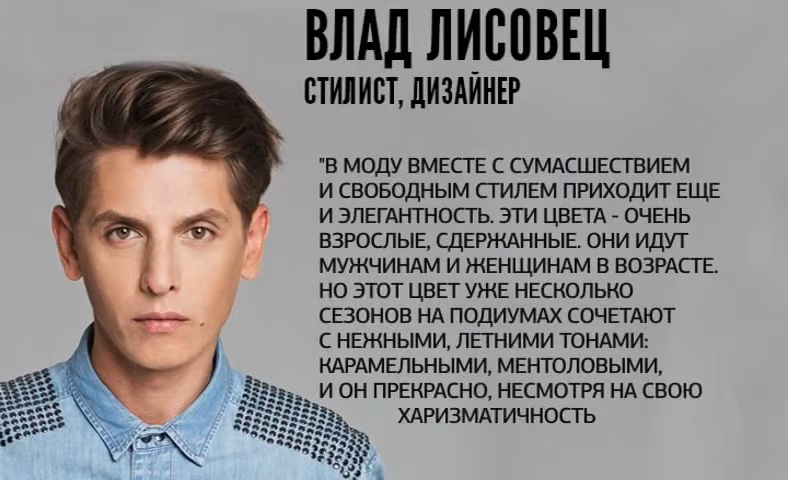 ВЛАД ЛИСОВЕЦ
СТИЛИСТ, ДИЗАЙНЕР
"В МОДУ ВМЕСТЕ С СУМАСШЕСТВИЕМ
И СВОБОДНЫМ СТИЛЕМ ПРИХОДИТ ЕЩЕ
И ЭЛЕГАНТНОСТЬ. ЭТИ ЦВЕТА - ОЧЕНЬ
ВЗРОСЛЫЕ, СДЕРЖАННЫЕ. ОНИ ИДУТ
МУЖЧИНАМ И ЖЕНЩИНАМ В ВОЗРАСТЕ.
НО ЭТОТ ЦВЕТ УЖЕ НЕСКОЛЬКО
СЕЗОНОВ НА ПОДИУМАХ СОЧЕТАЮТ
С НЕЖНЫМИ, ЛЕТНИМИ ТОНАМИ:
КАРАМЕЛЬНЫМИ, МЕНТОЛОВЫМИ,
И ОН ПРЕКРАСНО, НЕСМОТРЯ НА СВОЮ
ХАРИЗМАТИЧНОСТЬ